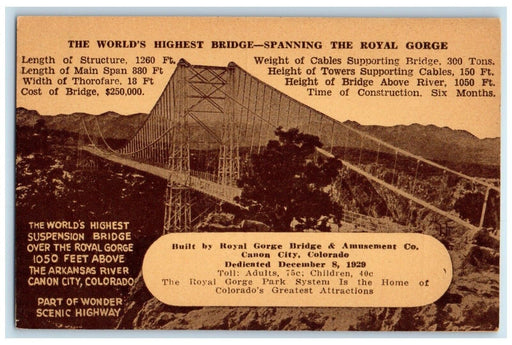 THE WORLD'S HIGHEST BRIDGE—SPANNING THE ROYAL GORGE
Length of Structure, 1260 Ft.
Length of Main Span 880 Ft
Width of Thorofare, 18 Ft
Cost of Bridge, $250,000.
Weight of Cables Supporting Bridge, 300 Tons.
Height of Towers Supporting Cables, 150 Ft.
Height of Bridge Above River, 1050 Ft.
Time of Construction, Six Months.
THE WORLD'S HIGHEST
SUSPENSION BRIDGE
OVER THE ROYAL GORGE
1050 FEET ABOVE
THE ARKANSAS RIVER
CANON CITY, COLORADO
PART OF WONDER
SCENIC HIGHWAY
Built by Royal Gorge Bridge & Amusement Co.
Canon City, Colorado
Dedicated December 8, 1929
Toll: Adults, 75c; Children, 40c
The Royal Gorge Park System Is the Home of
Colorado's Greatest Attractions